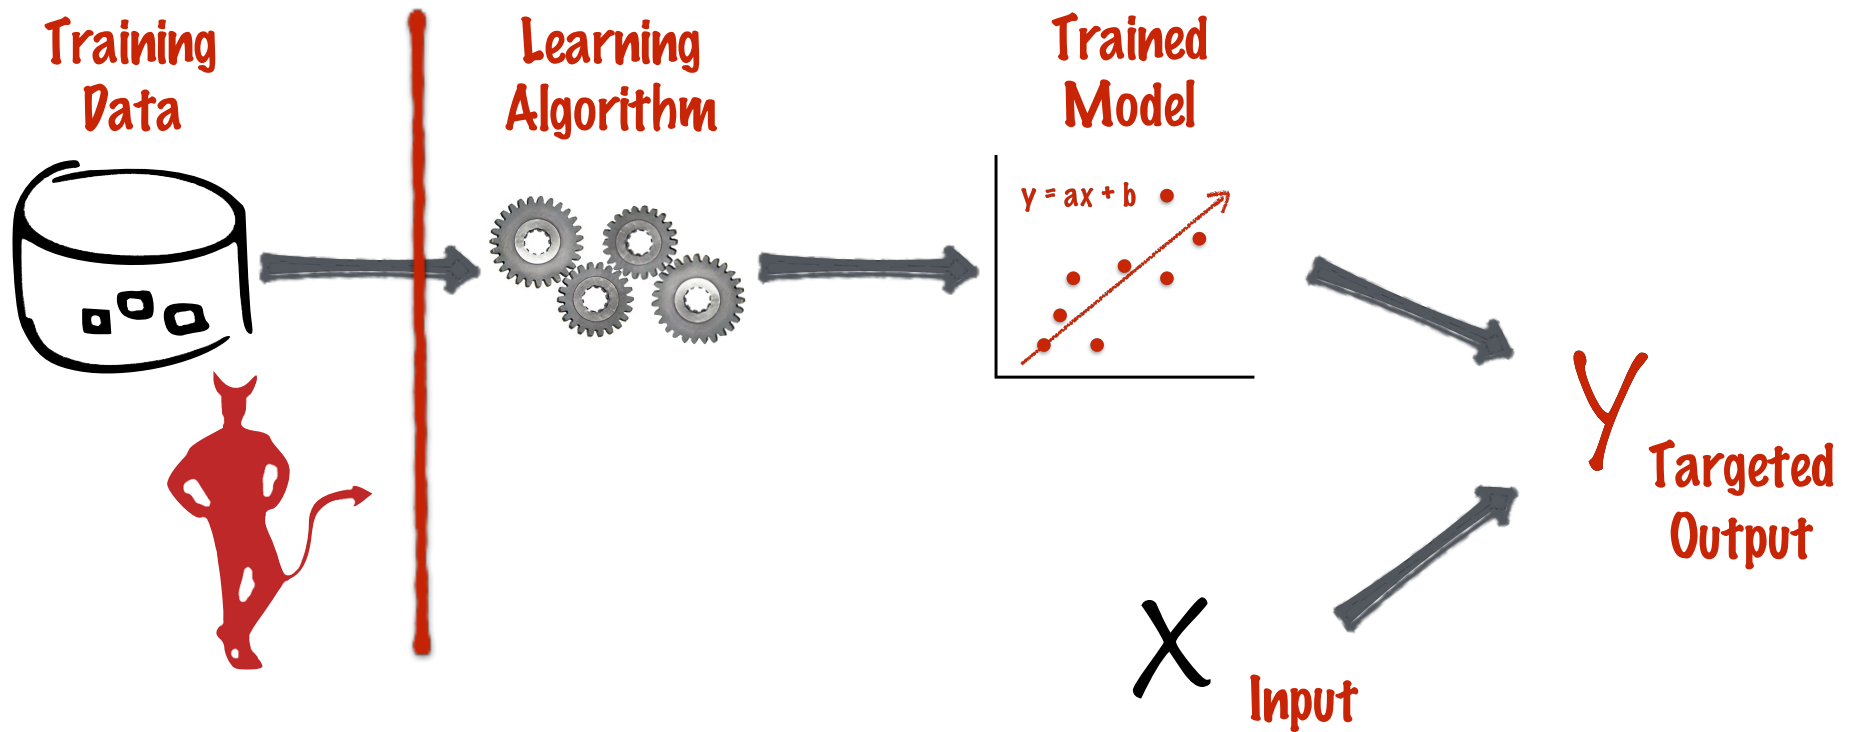 Training
Data
Learning
Algorithm
Trained
Model
y = ax + b
Y
Targeted
Output
X
Input